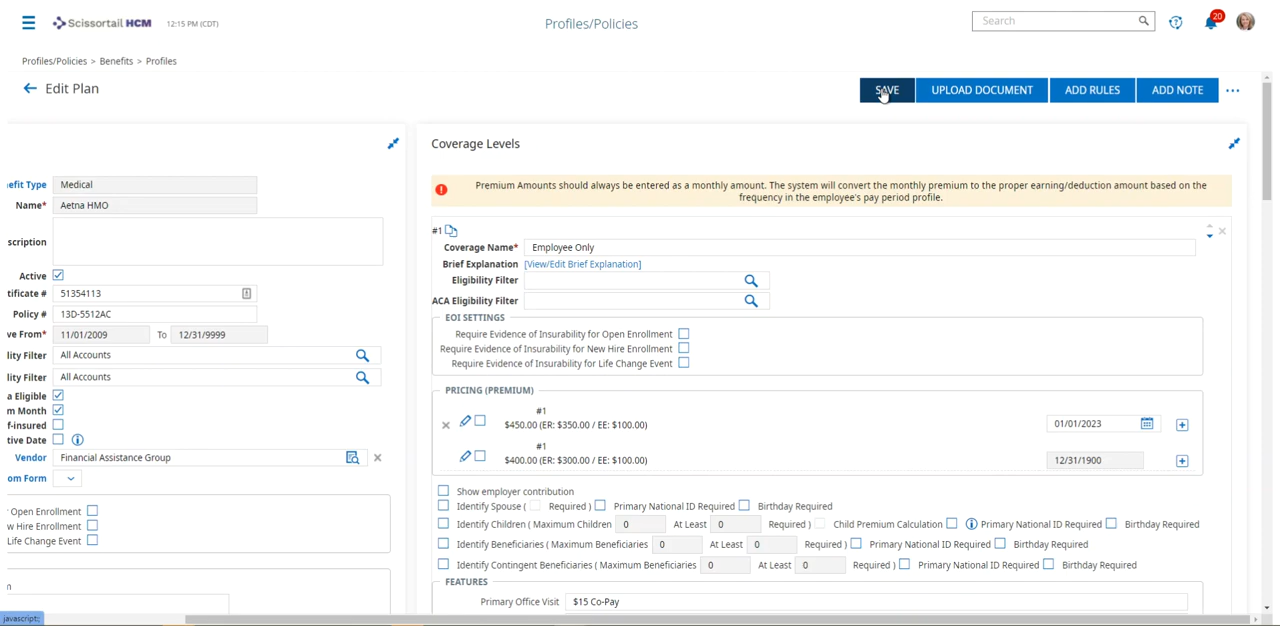 Scissortail HCM
12:15 PM (CDT)
Profiles/Policies
Search
20
Profiles/Policies > Benefits > Profiles
Edit Plan
SAVE
UPLOAD DOCUMENT
ADD RULES
ADD NOTE
efit Type Medical
Name* Aetna HMO
scription
Active
tificate # 51354113
Policy # 13D-5512AC
ve From* 11/01/2009 To 12/31/9999
lity Filter All Accounts
lity Filter All Accounts
a Eligible
m Month
f-insured
tive Date
Vendor Financial Assistance Group
om Form
r Open Enrollment
w Hire Enrollment
Life Change Event
n
Coverage Levels
Premium Amounts should always be entered as a monthly amount. The system will convert the monthly premium to the proper earning/deduction amount based on the
frequency in the employee's pay period profile.
#1
Coverage Name* Employee Only
Brief Explanation [View/Edit Brief Explanation]
Eligibility Filter
ACA Eligibility Filter
EOI SETTINGS
Require Evidence of Insurability for Open Enrollment
Require Evidence of Insurability for New Hire Enrollment
Require Evidence of Insurability for Life Change Event
PRICING (PREMIUM)
#1
$450.00 (ER: $350.00 / EE: $100.00) 01/01/2023
#1
$400.00 (ER: $300.00 / EE: $100.00) 12/31/1900
Show employer contribution
Identify Spouse ( Required ) Primary National ID Required Birthday Required
Identify Children ( Maximum Children 0 At Least 0 Required ) Child Premium Calculation Primary National ID Required Birthday Required
Identify Beneficiaries ( Maximum Beneficiaries 0 At Least 0 Required ) Primary National ID Required Birthday Required
Identify Contingent Beneficiaries ( Maximum Beneficiaries 0 At Least 0 Required ) Primary National ID Required Birthday Required
FEATURES
Primary Office Visit $15 Co-Pay
javascript:;